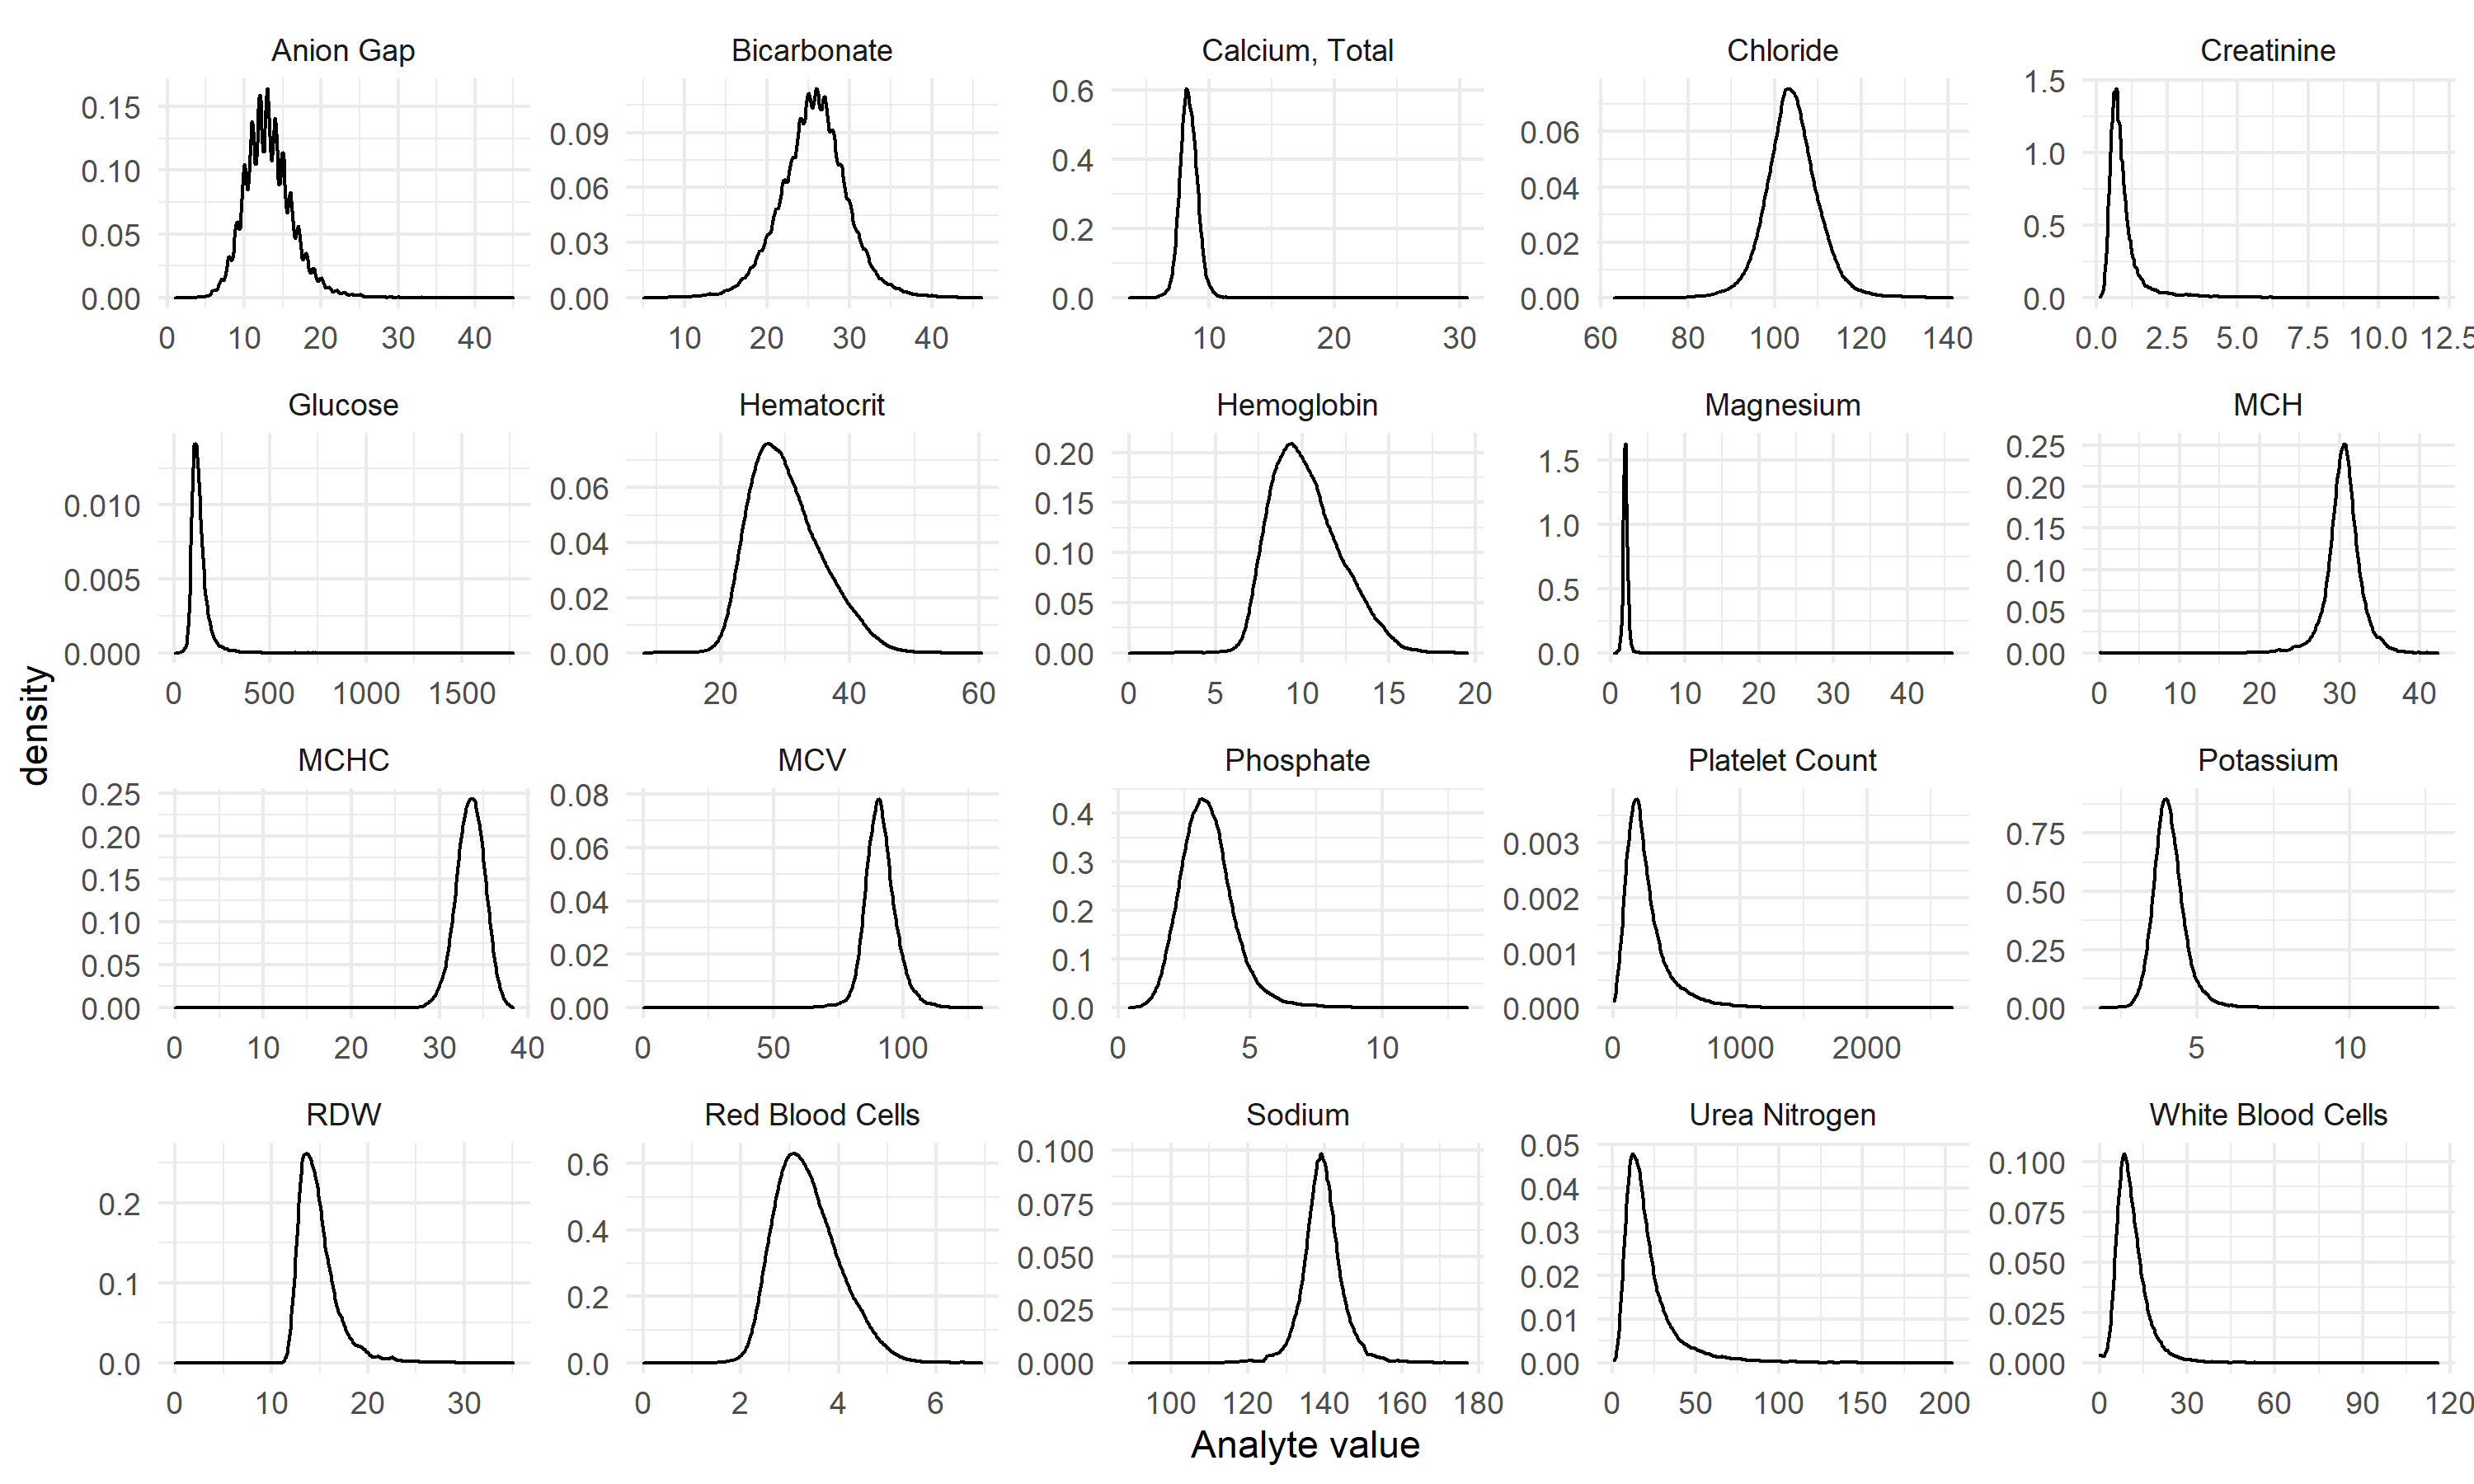 Anion Gap Bicarbonate Calcium, Total Chloride Creatinine
0.15 0.10 0.05 0.00
0.09 0.06 0.03 0.00
0.6 0.4 0.2 0.0
0.06 0.04 0.02 0.00
1.5 1.0 0.5 0.0
0 10 20 30 40
10 20 30 40
10 20 30
60 80 100 120 140
0.0 2.5 5.0 7.5 10.0 12.5
Glucose Hematocrit Hemoglobin Magnesium MCH
0.010 0.005 0.000
0.06 0.04 0.02 0.00
0.20 0.15 0.10 0.05 0.00
1.5 1.0 0.5 0.0
0.25 0.20 0.15 0.10 0.05 0.00
0 500 1000 1500
20 40 60
0 5 10 15 20
0 10 20 30 40
0 10 20 30 40
density
MCHC MCV Phosphate Platelet Count Potassium
0.25 0.20 0.15 0.10 0.05 0.00
0.08 0.06 0.04 0.02 0.00
0.4 0.3 0.2 0.1 0.0
0.003 0.002 0.001 0.000
0.75 0.50 0.25 0.00
0 10 20 30 40
0 50 100
0 5 10
0 1000 2000
5 10
RDW Red Blood Cells Sodium Urea Nitrogen White Blood Cells
0.2 0.1 0.0
0.6 0.4 0.2 0.0
0.100 0.075 0.050 0.025 0.000
0.05 0.04 0.03 0.02 0.01 0.00
0.100 0.075 0.050 0.025 0.000
0 10 20 30
0 2 4 6
100 120 140 160 180
0 50 100 150 200
0 30 60 90 120
Analyte value